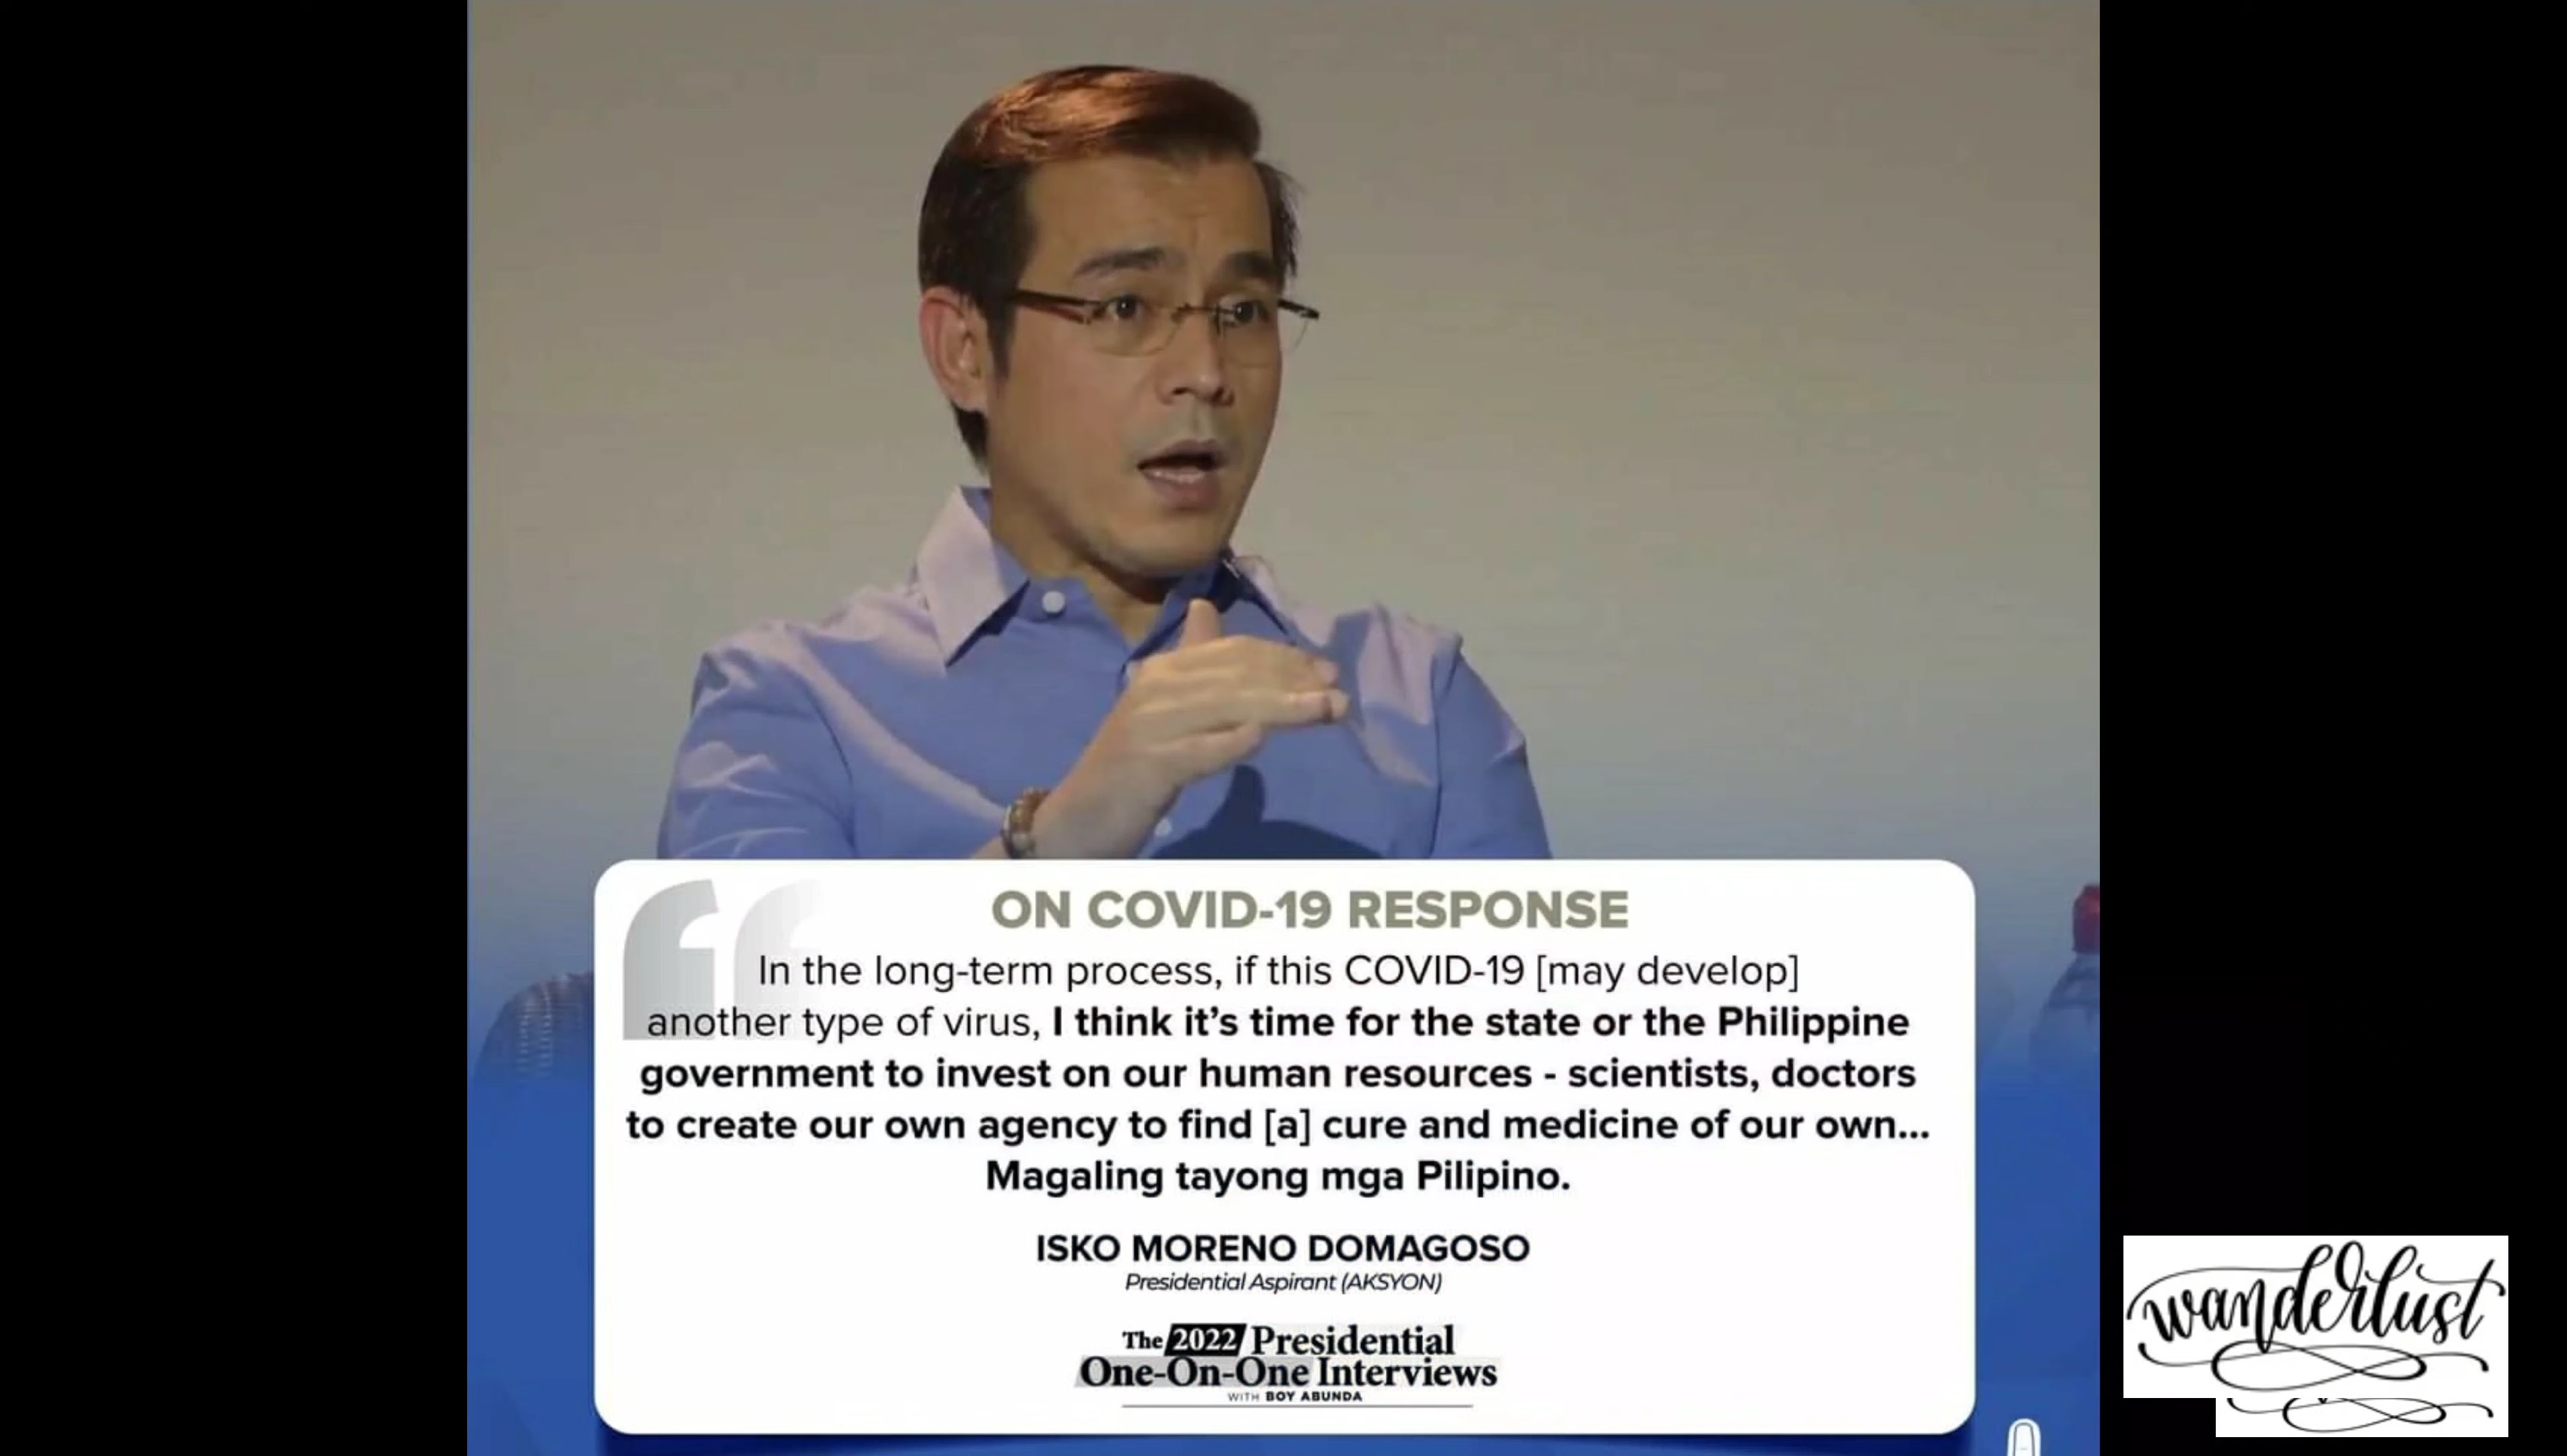 ON COVID-19 RESPONSE
In the long-term process, if this COVID-19 [may develop]
another type of virus, I think it's time for the state or the Philippine
government to invest on our human resources - scientists, doctors
to create our own agency to find [a] cure and medicine of our own...
Magaling tayong mga Pilipino.
ISKO MORENO DOMAGOSO
Presidential Aspirant (AKSYON)
The 2022 Presidential
One-On-One Interviews
WITH BOY ABUNDA
wanderlust